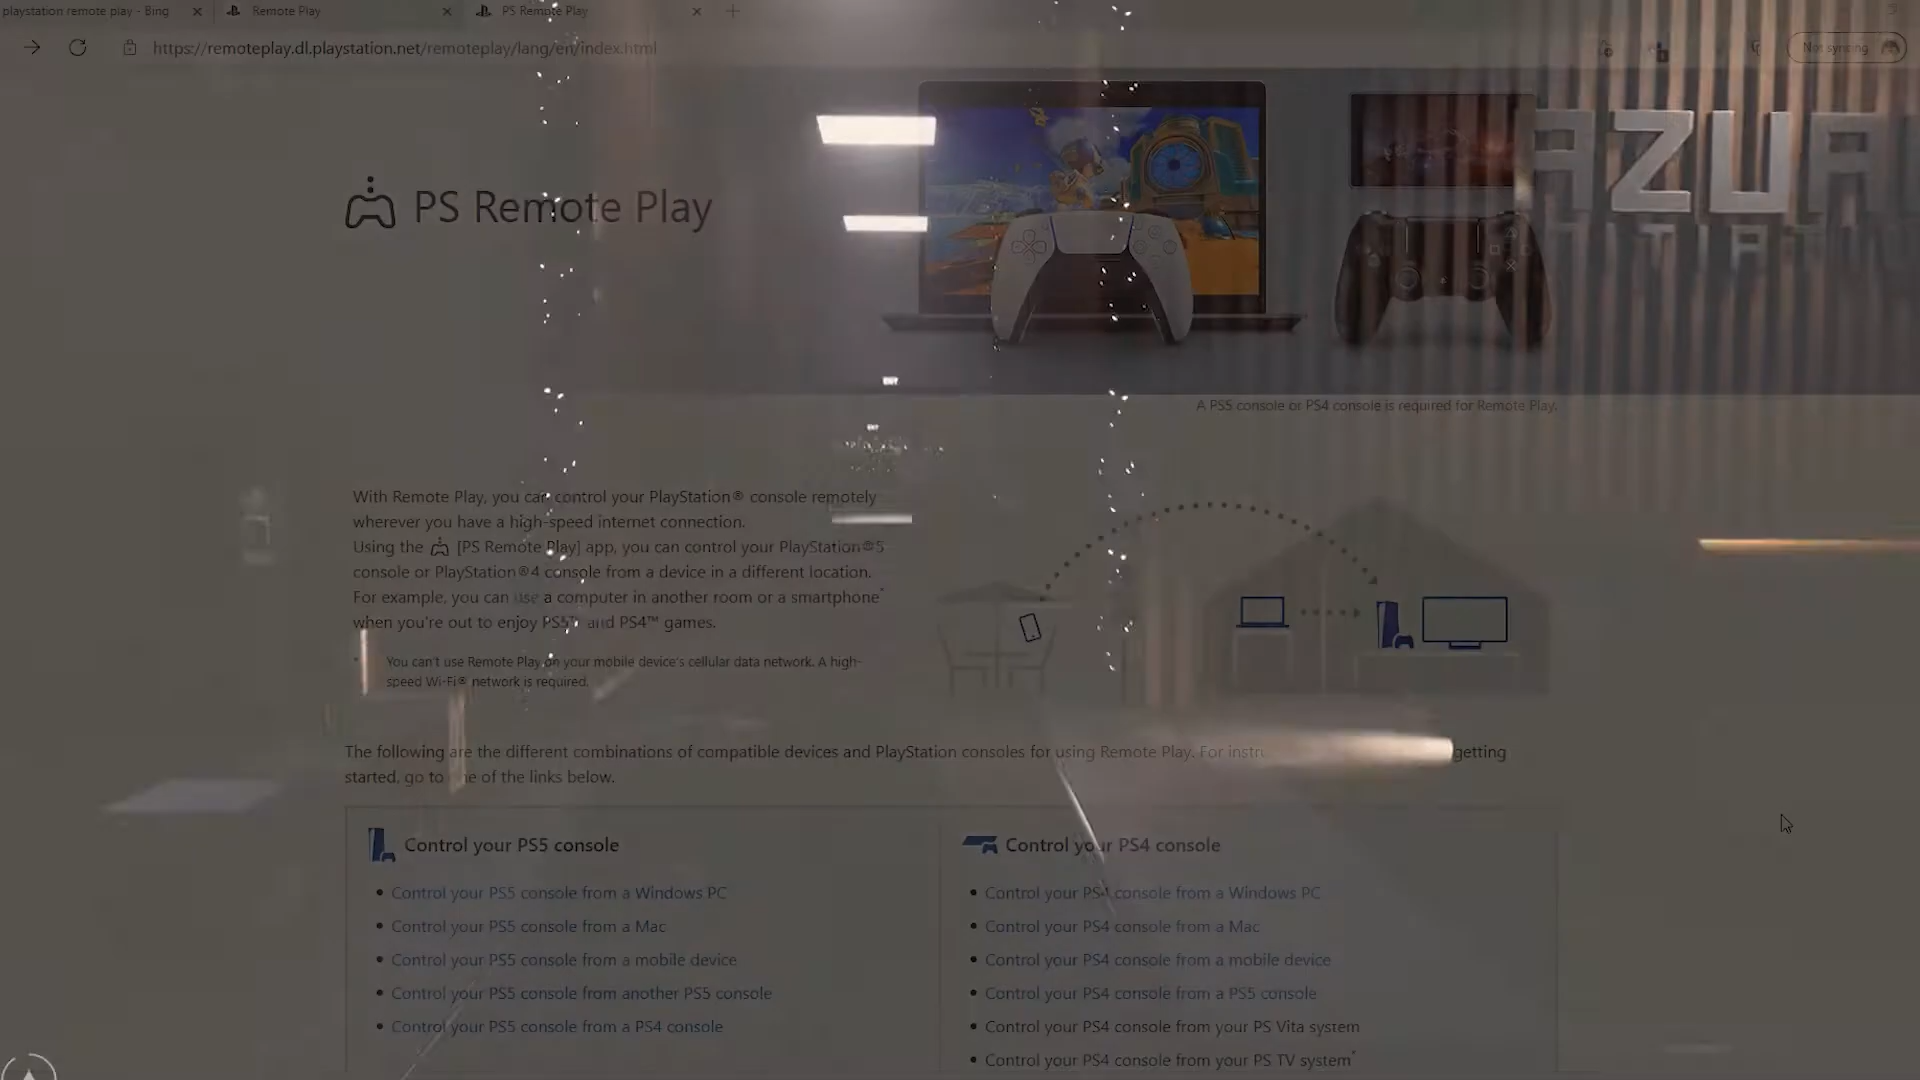 playstation remote play - Bing
Remote Play
PS Remote Play
https://remoteplay.dl.playstation.net/remoteplay/lang/en/index.html
Not syncing
AZUR
PS Remote Play
A PS5 console or PS4 console is required for Remote Play.
With Remote Play, you can control your PlayStation® console remotely
wherever you have a high-speed internet connection.
Using the [PS Remote Play] app, you can control your PlayStation®5
console or PlayStation®4 console from a device in a different location.
For example, you can use a computer in another room or a smartphone*
when you're out to enjoy PS5™ and PS4™ games.
* You can't use Remote Play on your mobile device's cellular data network. A high-
speed Wi-Fi® network is required.
The following are the different combinations of compatible devices and PlayStation consoles for using Remote Play. For getting
started, go to one of the links below.
Control your PS5 console
• Control your PS5 console from a Windows PC
• Control your PS5 console from a Mac
• Control your PS5 console from a mobile device
• Control your PS5 console from another PS5 console
• Control your PS5 console from a PS4 console
Control your PS4 console
• Control your PS4 console from a Windows PC
• Control your PS4 console from a Mac
• Control your PS4 console from a mobile device
• Control your PS4 console from a PS5 console
• Control your PS4 console from your PS Vita system
• Control your PS4 console from your PS TV system*